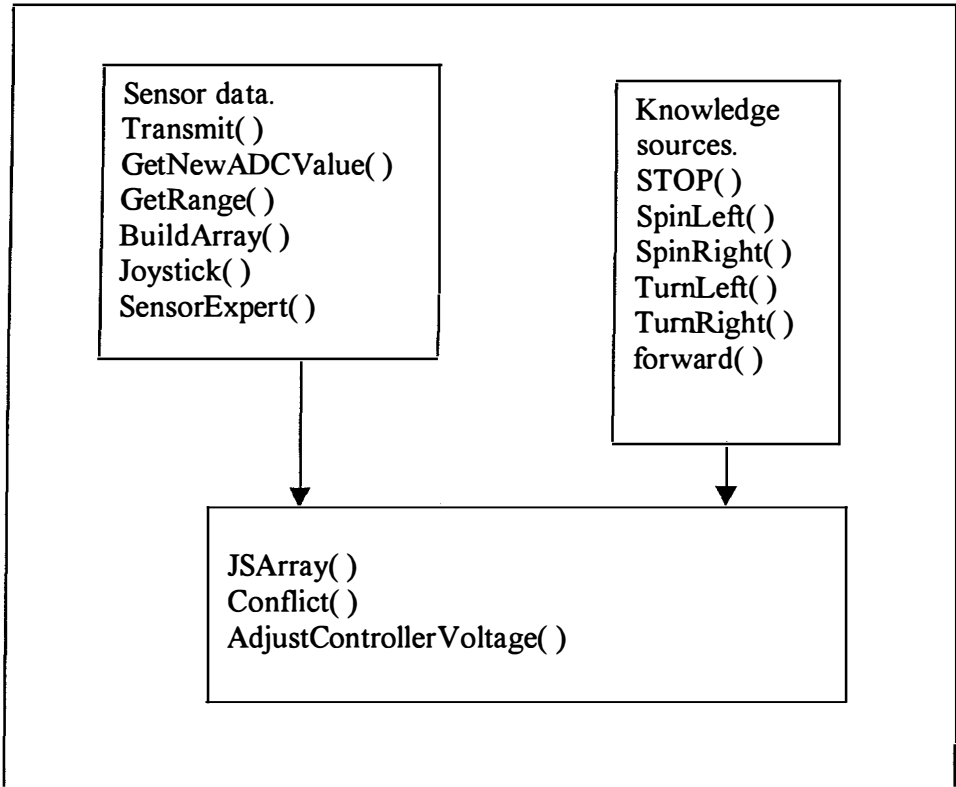 Sensor data.
Transmit( )
GetNewADCValue( )
GetRange( )
BuildArray( )
Joystick( )
SensorExpert( )
Knowledge
sources.
STOP( )
SpinLeft( )
SpinRight( )
TurnLeft( )
TurnRight( )
forward( )
JSArray( )
Conflict( )
AdjustControllerVoltage( )